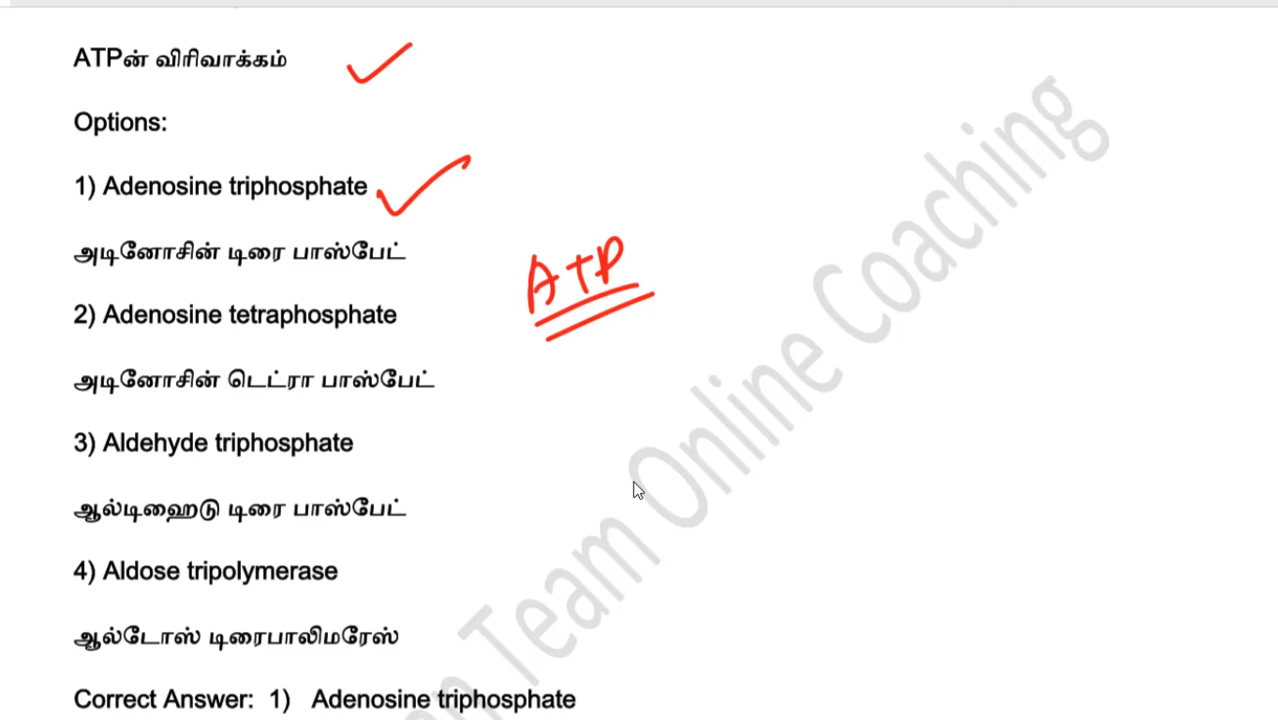 ATPன் விரிவாக்கம்
Options:
1) Adenosine triphosphate
அடினோசின் டிரை பாஸ்பேட்
ATP
2) Adenosine tetraphosphate
அடினோசின் டெட்ரா பாஸ்பேட்
3) Aldehyde triphosphate
ஆல்டிஹைடு டிரை பாஸ்பேட்
4) Aldose tripolymerase
ஆல்டோஸ் டிரைபாலிமரேஸ்
Correct Answer: 1) Adenosine triphosphate
Team Online Coaching